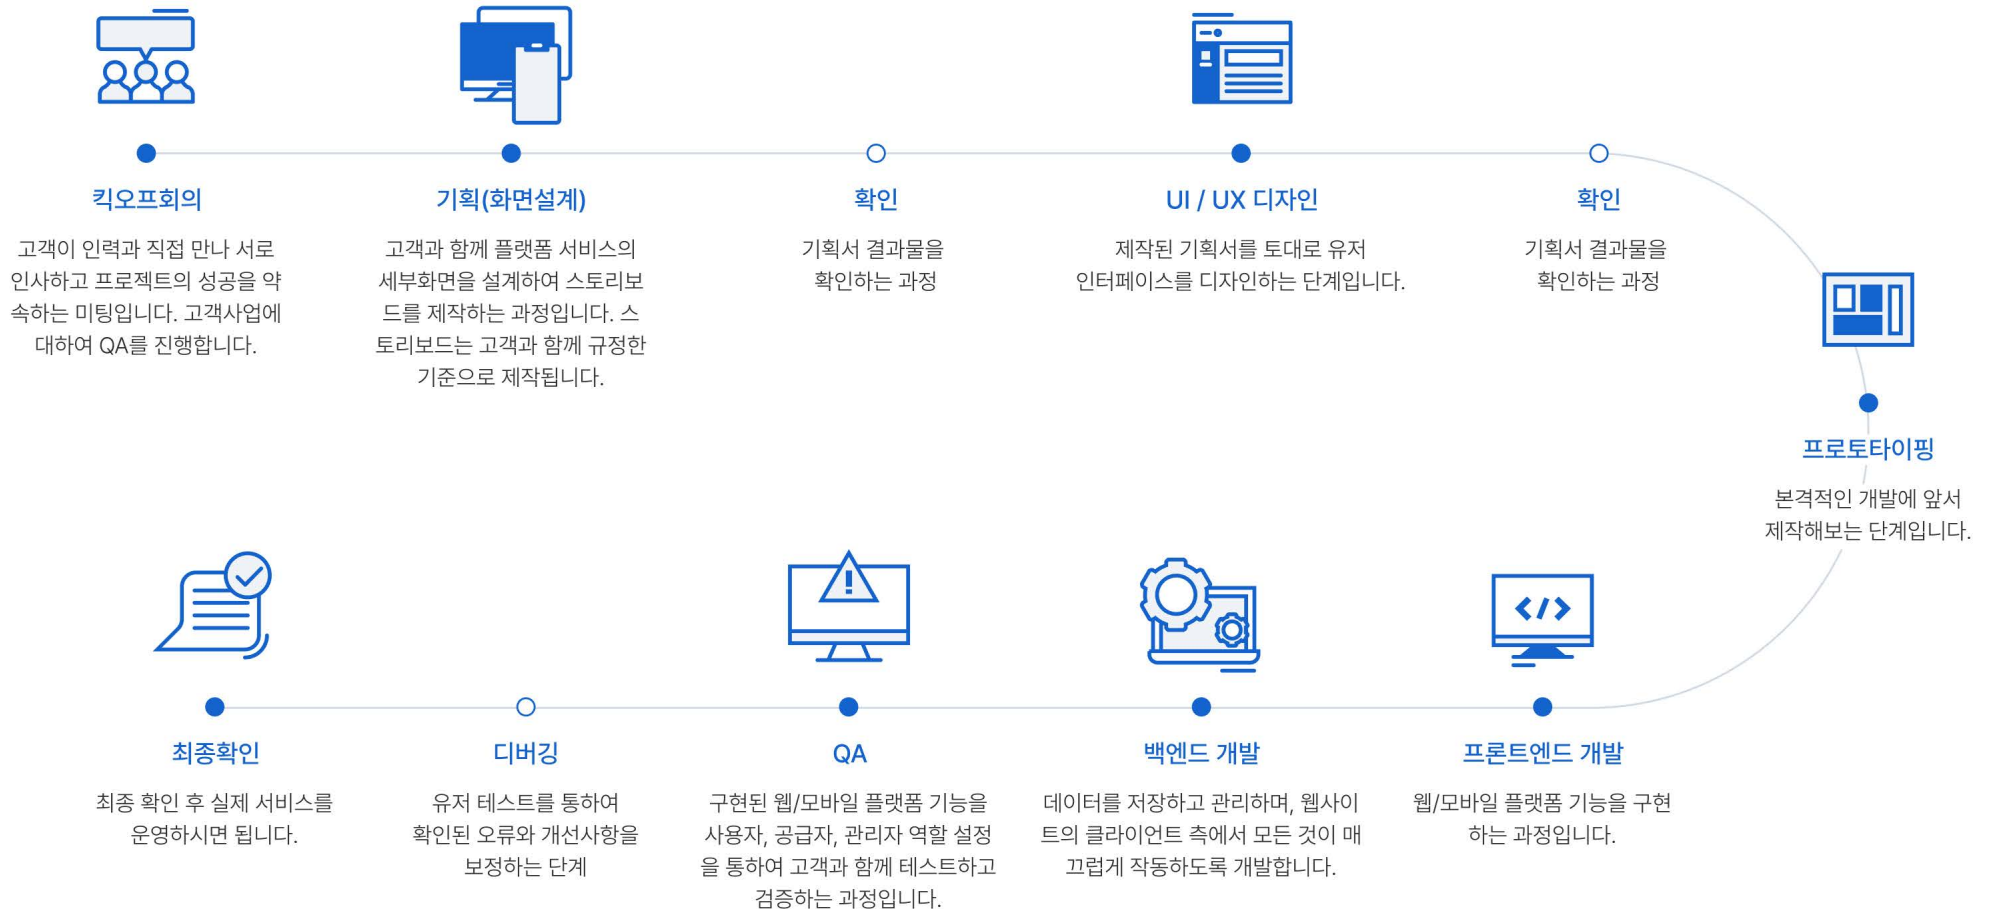 킥오프회의
고객이 인력과 직접 만나 서로
인사하고 프로젝트의 성공을 약
속하는 미팅입니다. 고객사업에
대하여 QA를 진행합니다.
기획(화면설계)
고객과 함께 플랫폼 서비스의
세부화면을 설계하여 스토리보
드를 제작하는 과정입니다. 스
토리보드는 고객과 함께 규정한
기준으로 제작됩니다.
확인
기획서 결과물을
확인하는 과정
UI / UX 디자인
제작된 기획서를 토대로 유저
인터페이스를 디자인하는 단계입니다.
확인
기획서 결과물을
확인하는 과정
프로토타이핑
본격적인 개발에 앞서
제작해보는 단계입니다.
프론트엔드 개발
웹/모바일 플랫폼 기능을 구현
하는 과정입니다.
백엔드 개발
데이터를 저장하고 관리하며, 웹사이
트의 클라이언트 측에서 모든 것이 매
끄럽게 작동하도록 개발합니다.
QA
구현된 웹/모바일 플랫폼 기능을
사용자, 공급자, 관리자 역할 설정
을 통하여 고객과 함께 테스트하고
검증하는 과정입니다.
디버깅
유저 테스트를 통하여
확인된 오류와 개선사항을
보정하는 단계
최종확인
최종 확인 후 실제 서비스를
운영하시면 됩니다.